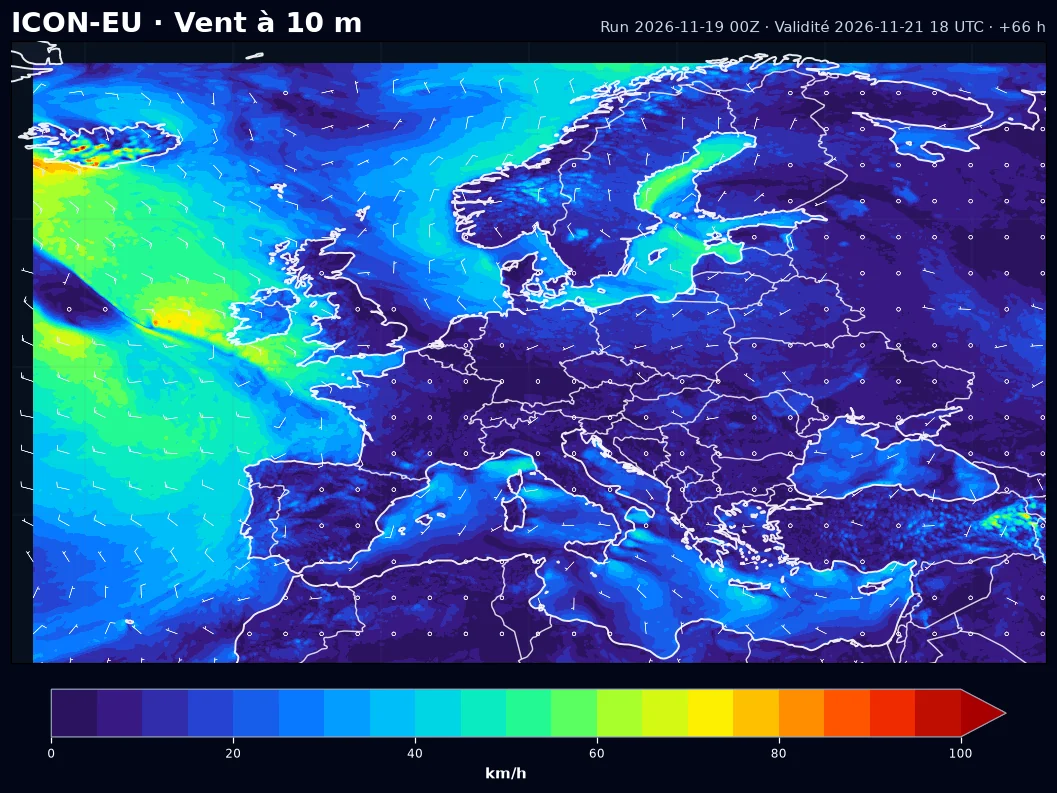 ICON-EU · Vent à 10 m
Run 2026-11-19 00Z · Validité 2026-11-21 18 UTC · +66 h
0 20 40 60 80 100
km/h